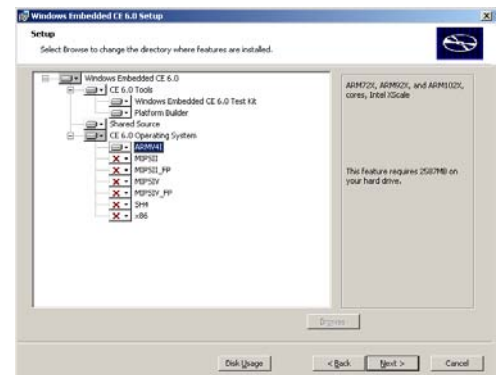 Windows Embedded CE 6.0 Setup
Setup
Select Browse to change the directory where features are installed.
Windows Embedded CE 6.0
CE 6.0 Tools
Windows Embedded CE 6.0 Test Kit
Platform Builder
Shared Source
CE 6.0 Operating System
ARMV4I
MIPSII
MIPSII_FP
MIPSIV
MIPSIV_FP
SH4
x86
ARM72X, ARM92X, and ARM102X,
cores, Intel XScale
This feature requires 2587MB on
your hard drive.
Browse
Disk Usage
< Back
Next >
Cancel